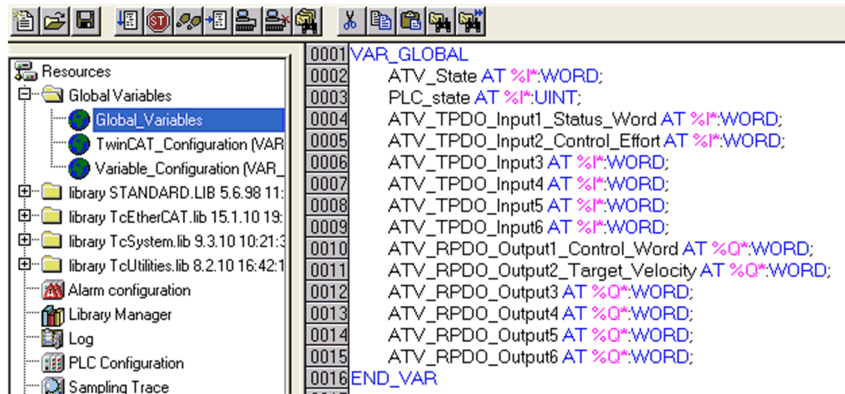 STOP
Resources
Global Variables
Global_Variables
TwinCAT_Configuration (VAR
Variable_Configuration (VAR_
library STANDARD.LIB 5.6.98 11:
library TcEtherCAT.lib 15.1.10 19:
library TcSystem.lib 9.3.10 10:21:3
library TcUtilities.lib 8.2.10 16:42:1
Alarm configuration
Library Manager
Log
PLC Configuration
Sampling Trace
0001 VAR_GLOBAL
0002 ATV_State AT %I*:WORD;
0003 PLC_state AT %I*:UINT;
0004 ATV_TPDO_Input1_Status_Word AT %I*:WORD;
0005 ATV_TPDO_Input2_Control_Effort AT %I*:WORD;
0006 ATV_TPDO_Input3 AT %I*:WORD;
0007 ATV_TPDO_Input4 AT %I*:WORD;
0008 ATV_TPDO_Input5 AT %I*:WORD;
0009 ATV_TPDO_Input6 AT %I*:WORD;
0010 ATV_RPDO_Output1_Control_Word AT %Q*:WORD;
0011 ATV_RPDO_Output2_Target_Velocity AT %Q*:WORD;
0012 ATV_RPDO_Output3 AT %Q*:WORD;
0013 ATV_RPDO_Output4 AT %Q*:WORD;
0014 ATV_RPDO_Output5 AT %Q*:WORD;
0015 ATV_RPDO_Output6 AT %Q*:WORD;
0016 END_VAR